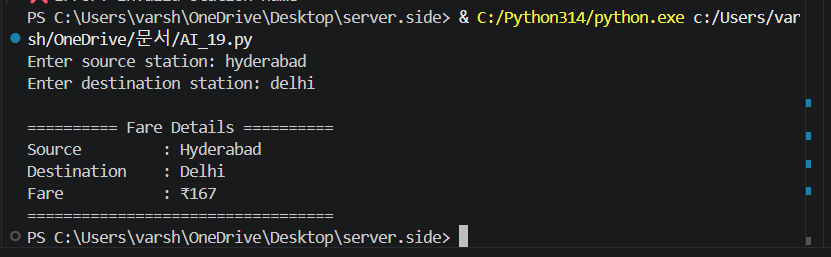 PS C:\Users\varsh\OneDrive\Desktop\server.side> & C:/Python314/python.exe c:/Users/var
sh/OneDrive/문서/AI_19.py
Enter source station: hyderabad
Enter destination station: delhi
========== Fare Details ==========
Source         : Hyderabad
Destination    : Delhi
Fare           : ₹167
==================================
PS C:\Users\varsh\OneDrive\Desktop\server.side>